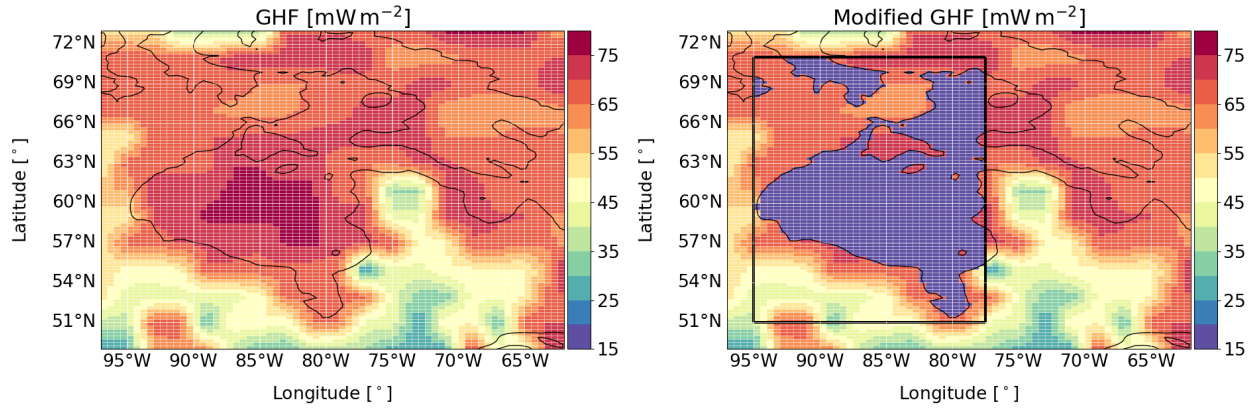 GHF [mW m−2]
72°N
69°N
66°N
63°N
60°N
57°N
54°N
51°N
Latitude [°]
95°W 90°W 85°W 80°W 75°W 70°W 65°W
Longitude [°]
75
65
55
45
35
25
15
Modified GHF [mW m−2]
72°N
69°N
66°N
63°N
60°N
57°N
54°N
51°N
Latitude [°]
95°W 90°W 85°W 80°W 75°W 70°W 65°W
Longitude [°]
75
65
55
45
35
25
15